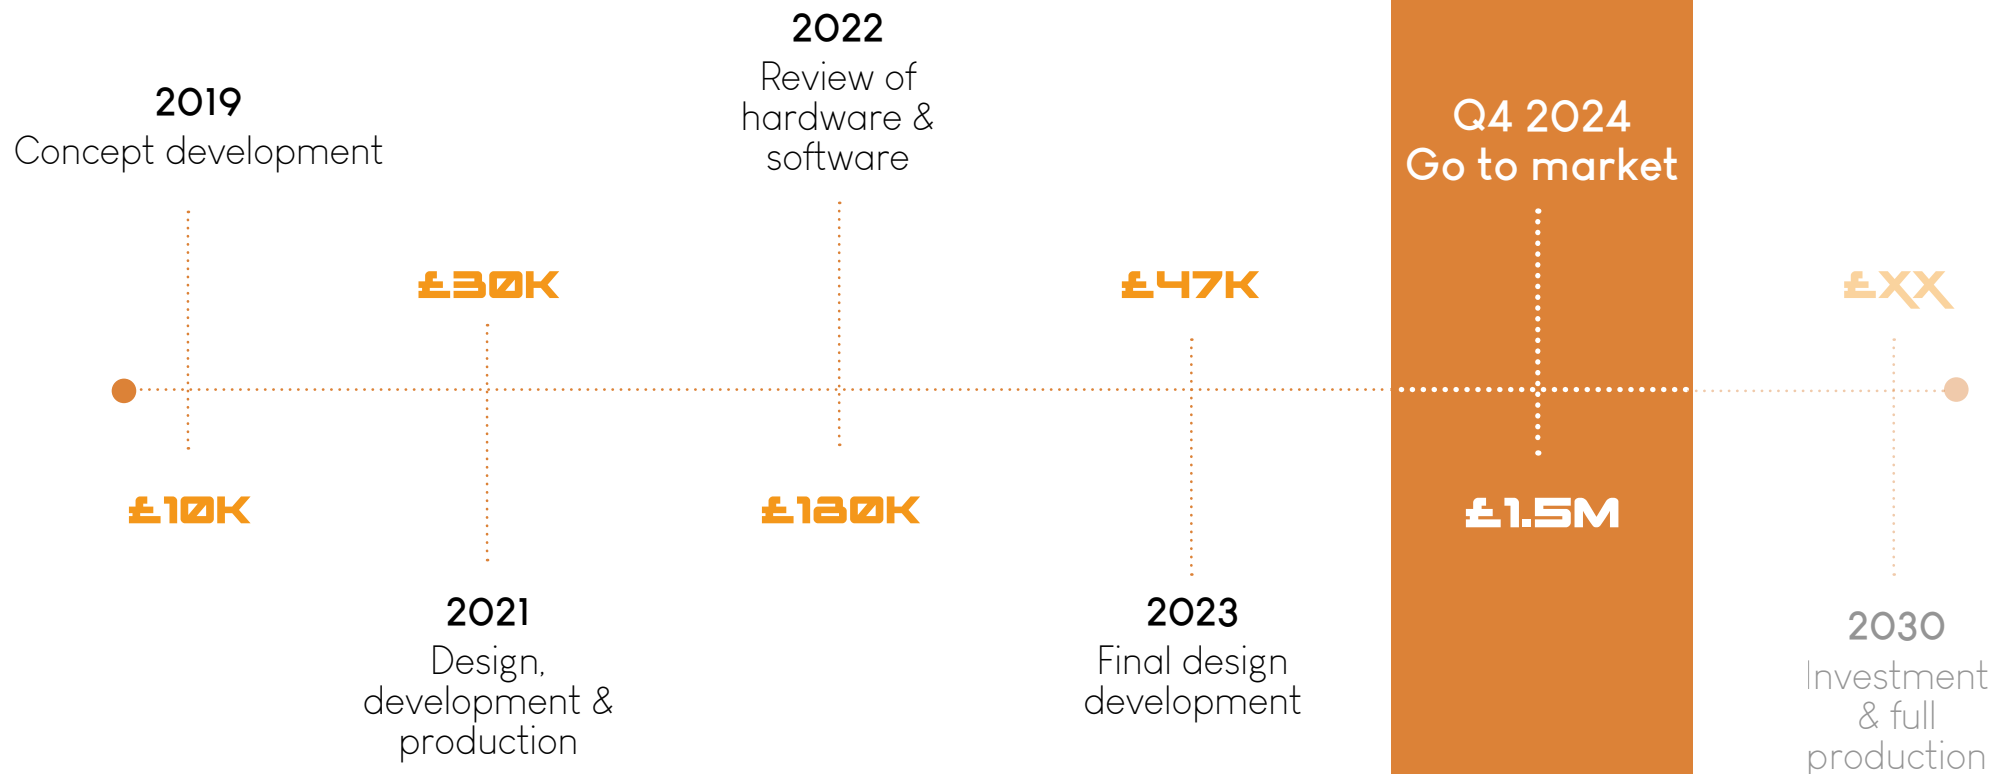 2019
Concept development
£10K
£30K
2021
Design,
development &
production
2022
Review of
hardware &
software
£180K
£47K
2023
Final design
development
Q4 2024
Go to market
£1.5M
£XX
2030
Investment
& full
production